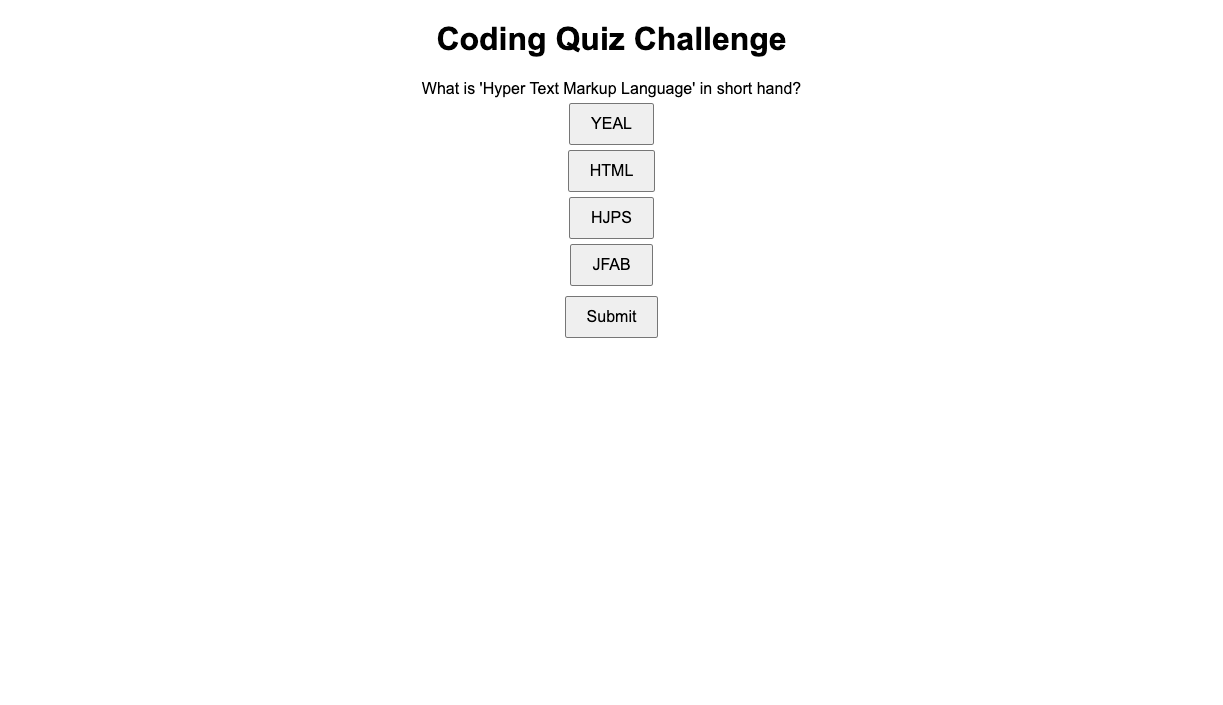 Coding Quiz Challenge
What is 'Hyper Text Markup Language' in short hand?
YEAL
HTML
HJPS
JFAB
Submit